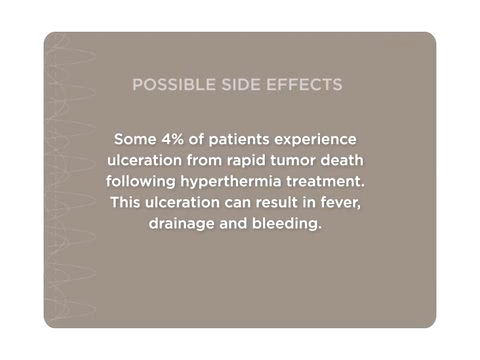 POSSIBLE SIDE EFFECTS
Some 4% of patients experience
ulceration from rapid tumor death
following hyperthermia treatment.
This ulceration can result in fever,
drainage and bleeding.